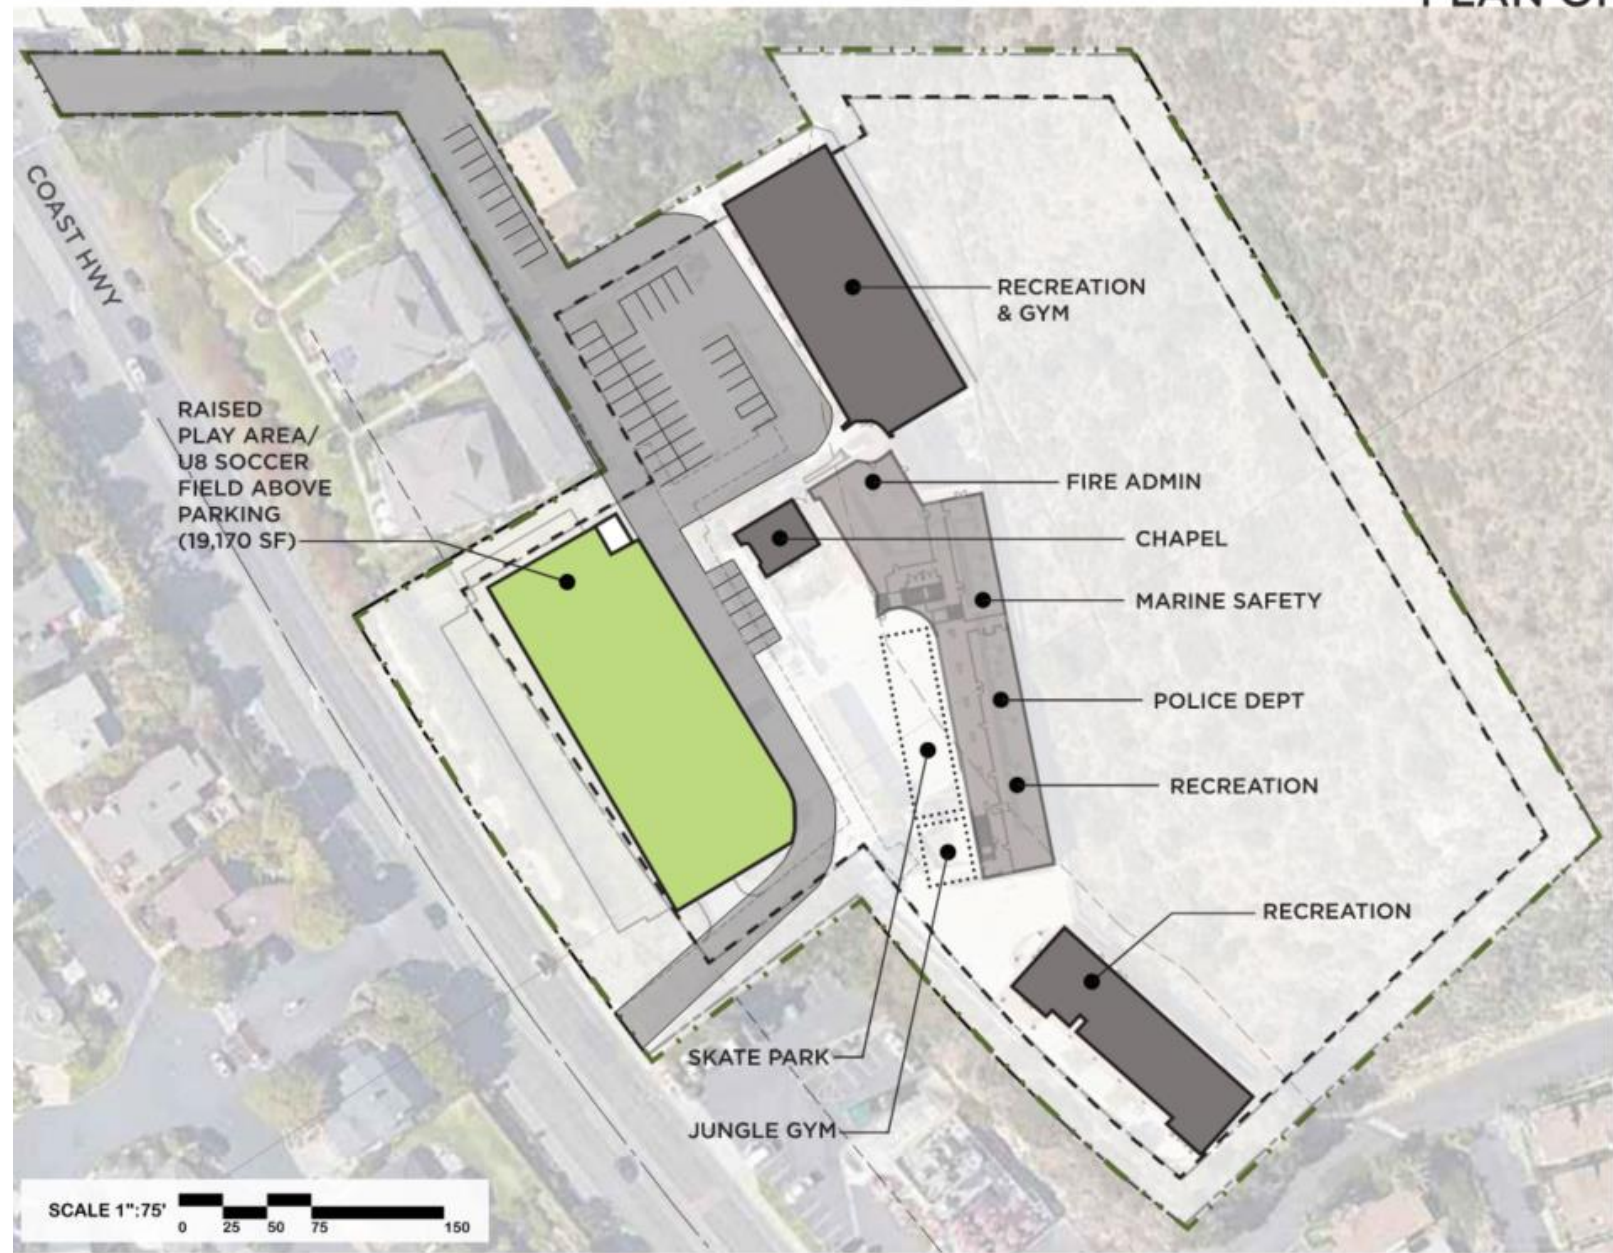 COAST HWY
RECREATION
& GYM
RAISED
PLAY AREA/
U8 SOCCER
FIELD ABOVE
PARKING
(19,170 SF)
FIRE ADMIN
CHAPEL
MARINE SAFETY
POLICE DEPT
RECREATION
RECREATION
SKATE PARK
JUNGLE GYM
SCALE 1":75'
0 25 50 75 150